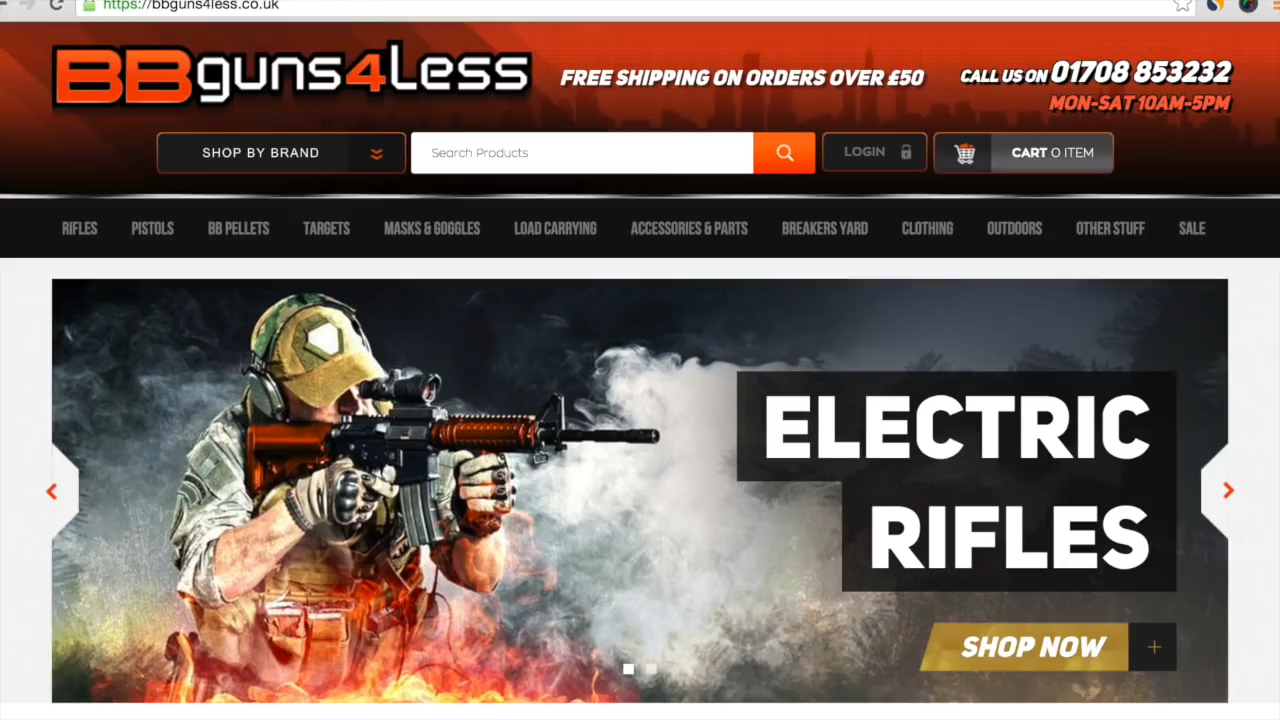 https://bbguns4less.co.uk
BBguns4Less
FREE SHIPPING ON ORDERS OVER £50
CALL US ON 01708 853232
MON-SAT 10AM-5PM
SHOP BY BRAND
Search Products
LOGIN
CART 0 ITEM
RIFLES PISTOLS BB PELLETS TARGETS MASKS & GOGGLES LOAD CARRYING ACCESSORIES & PARTS BREAKERS YARD CLOTHING OUTDOORS OTHER STUFF SALE
ELECTRIC
RIFLES
SHOP NOW +